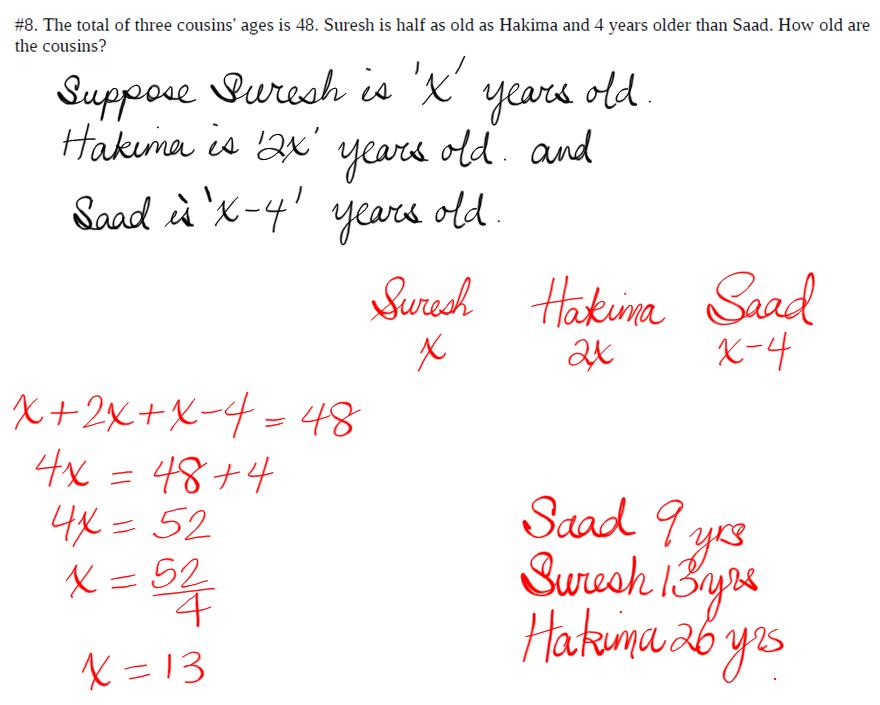 #8. The total of three cousins' ages is 48. Suresh is half as old as Hakima and 4 years older than Saad. How old are
the cousins?
Suppose Suresh is 'x' years old.
Hakima is '2x' years old. and
Saad is 'x-4' years old.
Suresh Hakima Saad
x 2x x-4
x+2x+x-4 = 48
4x = 48+4
4x = 52
x = 52/4
x = 13
Saad 9 yrs
Suresh 13yrs
Hakima 26 yrs.